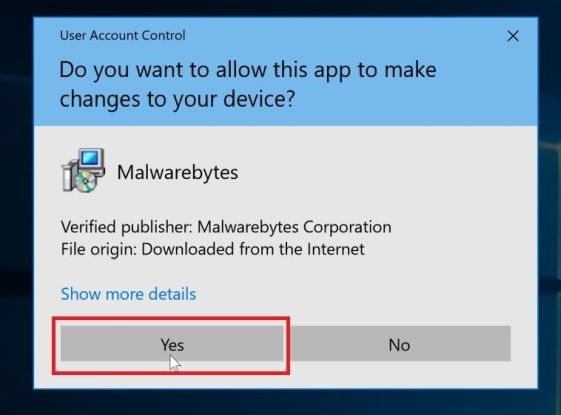 User Account Control
Do you want to allow this app to make
changes to your device?
Malwarebytes
Verified publisher: Malwarebytes Corporation
File origin: Downloaded from the Internet
Show more details
Yes
No